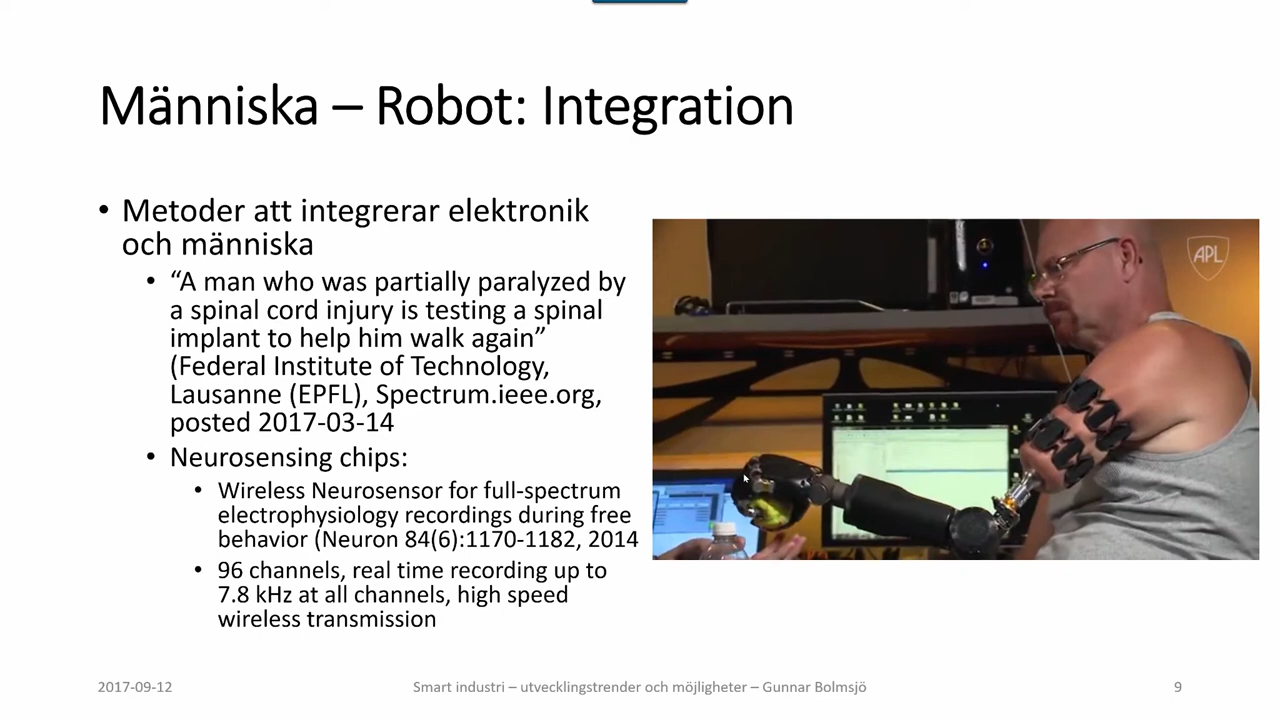 Människa – Robot: Integration
• Metoder att integrerar elektronik
och människa
• “A man who was partially paralyzed by
a spinal cord injury is testing a spinal
implant to help him walk again”
(Federal Institute of Technology,
Lausanne (EPFL), Spectrum.ieee.org,
posted 2017-03-14
• Neurosensing chips:
• Wireless Neurosensor for full-spectrum
electrophysiology recordings during free
behavior (Neuron 84(6):1170-1182, 2014
• 96 channels, real time recording up to
7.8 kHz at all channels, high speed
wireless transmission
APL
2017-09-12
Smart industri – utvecklingstrender och möjligheter – Gunnar Bolmsjö
9